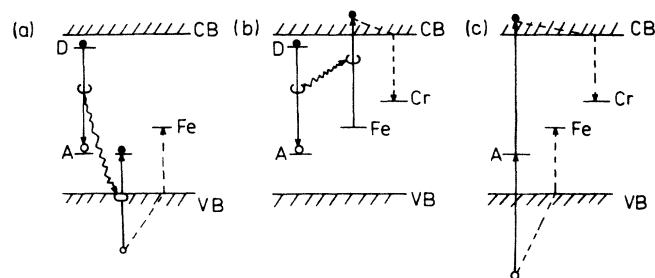 (a) CB (b) CB (c) CB
D D
Cr Cr
Fe Fe Fe
A A A
VB VB VB